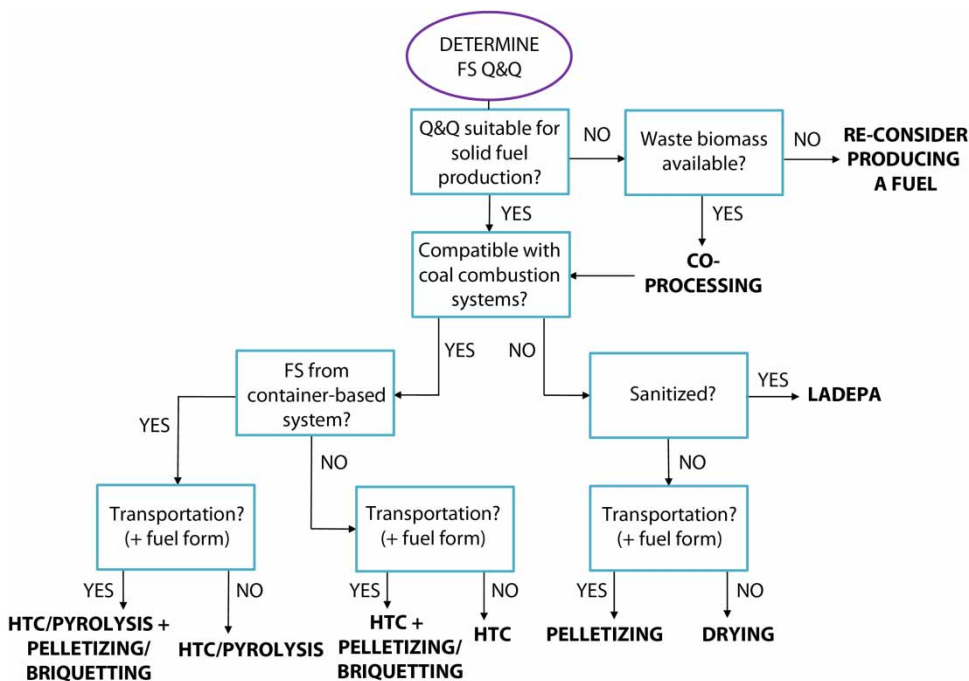 DETERMINE
FS Q&Q
Q&Q suitable for
solid fuel
production?
NO
Waste biomass
available?
NO
RE-CONSIDER
PRODUCING
A FUEL
YES
YES
Compatible with
coal combustion
systems?
CO-
PROCESSING
YES
NO
FS from
container-based
system?
Sanitized?
YES
LADEPA
YES
NO
NO
Transportation?
(+ fuel form)
Transportation?
(+ fuel form)
Transportation?
(+ fuel form)
YES
NO
YES
NO
YES
NO
HTC/PYROLYSIS +
PELLETIZING/
BRIQUETTING
HTC/PYROLYSIS
HTC +
PELLETIZING/
BRIQUETTING
HTC
PELLETIZING
DRYING